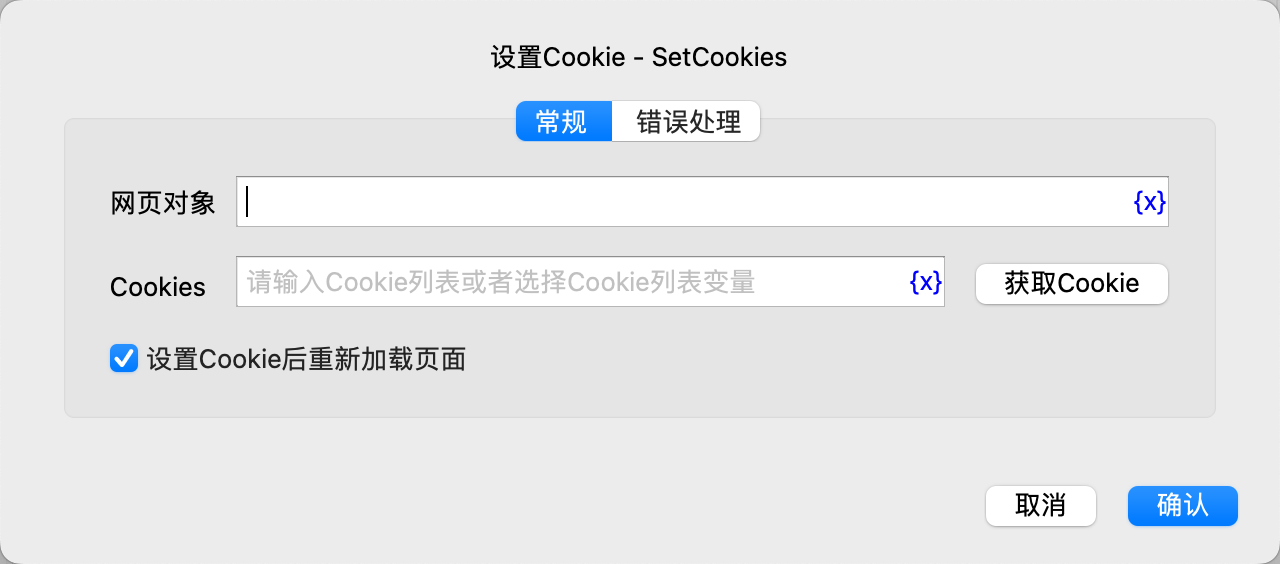 设置Cookie - SetCookies
常规 错误处理
网页对象 {x}
Cookies 请输入Cookie列表或者选择Cookie列表变量 {x} 获取Cookie
设置Cookie后重新加载页面
取消 确认